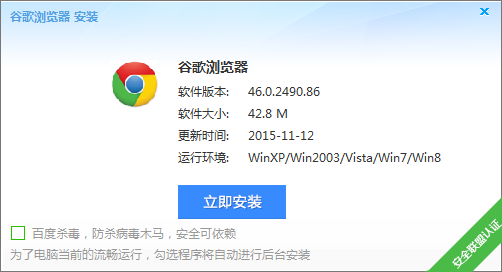 谷歌浏览器 安装
谷歌浏览器
软件版本: 46.0.2490.86
软件大小: 42.8 M
更新时间: 2015-11-12
运行环境: WinXP/Win2003/Vista/Win7/Win8
立即安装
百度杀毒，防杀病毒木马，安全可依赖
为了电脑当前的流畅运行，勾选程序将自动进行后台安装
安全联盟认证